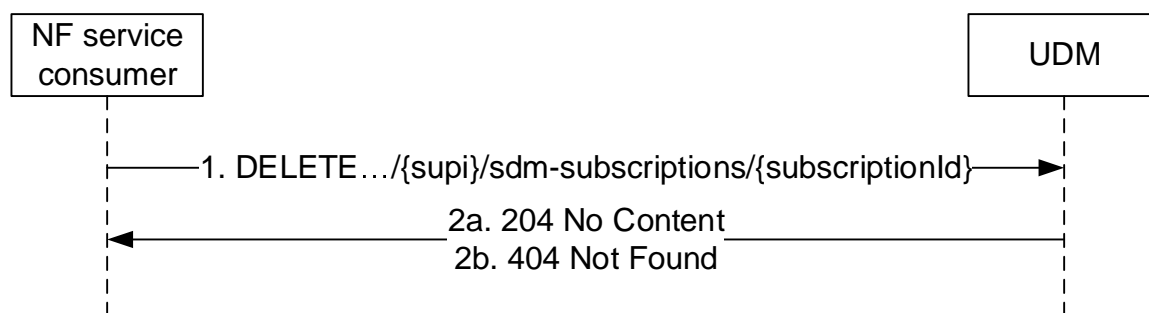 NF service
consumer
UDM
1. DELETE…/{supi}/sdm-subscriptions/{subscriptionId}
2a. 204 No Content
2b. 404 Not Found